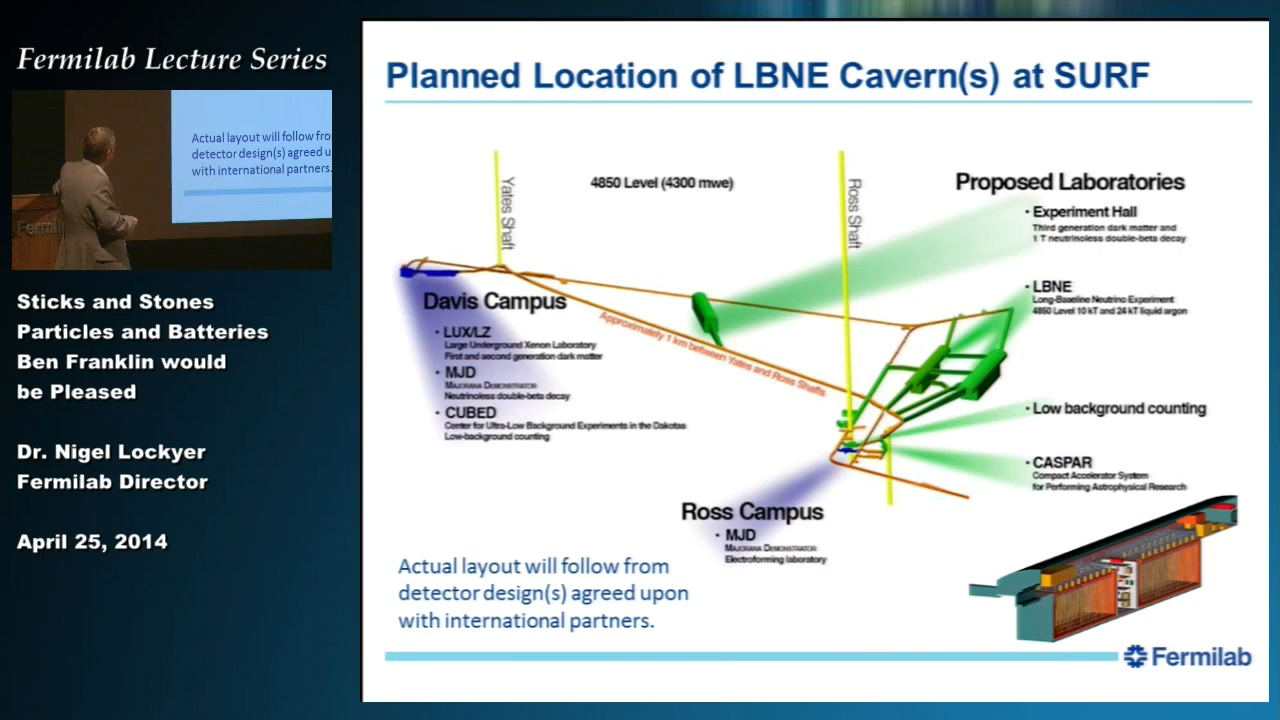 Fermilab Lecture Series
Actual layout will follow fro
detector design(s) agreed u
with international partners.
Fermil
Sticks and Stones
Particles and Batteries
Ben Franklin would
be Pleased
Dr. Nigel Lockyer
Fermilab Director
April 25, 2014
Planned Location of LBNE Cavern(s) at SURF
Yates Shaft
4850 Level (4300 mwe)
Ross Shaft
Proposed Laboratories
• Experiment Hall
Third generation dark matter and
1 T neutrinoless double-beta decay
• LBNE
Long-Baseline Neutrino Experiment
4850 Level 10 kT and 24 kT liquid argon
Davis Campus
• LUX/LZ
Large Underground Xenon Laboratory
First and second generation dark matter
• MJD
Majorana Demonstrator
Neutrinoless double-beta decay
• CUBED
Center for Ultra-Low Background Experiments in the Dakotas
Low-background counting
Approximately 1 km between Yates and Ross Shafts
• Low background counting
• CASPAR
Compact Accelerator System
for Performing Astrophysical Research
Ross Campus
• MJD
Majorana Demonstrator
Electroforming laboratory
Actual layout will follow from
detector design(s) agreed upon
with international partners.
Fermilab